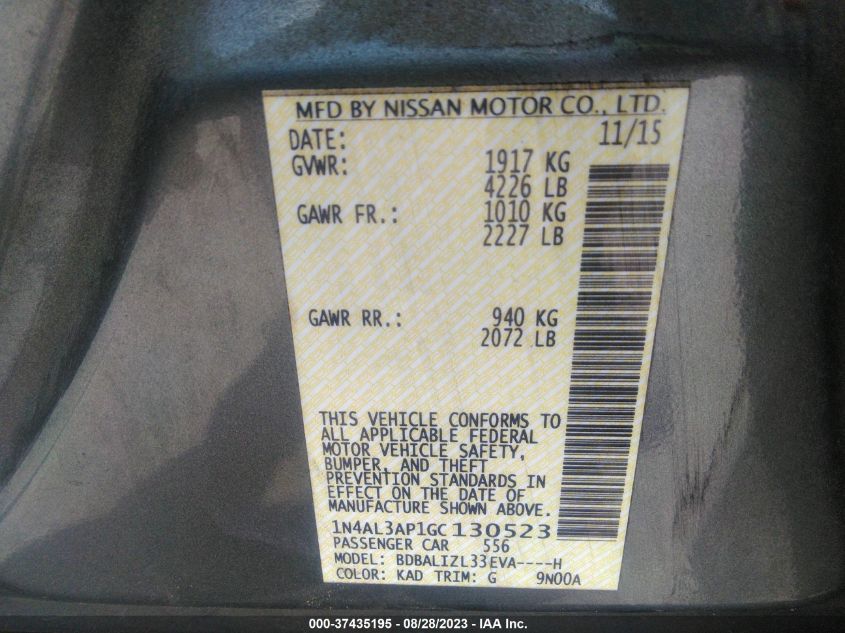 MFD BY NISSAN MOTOR CO., LTD.
DATE: 11/15
GVWR: 1917 KG
4226 LB
GAWR FR.: 1010 KG
2227 LB
GAWR RR.: 940 KG
2072 LB
THIS VEHICLE CONFORMS TO
ALL APPLICABLE FEDERAL
MOTOR VEHICLE SAFETY,
BUMPER, AND THEFT
PREVENTION STANDARDS IN
EFFECT ON THE DATE OF
MANUFACTURE SHOWN ABOVE.
1N4AL3AP1GC130523
PASSENGER CAR 556
MODEL: BDBALIZL33EVA----H
COLOR: KAD TRIM: G 9N00A
000-37435195 - 08/28/2023 - IAA Inc.